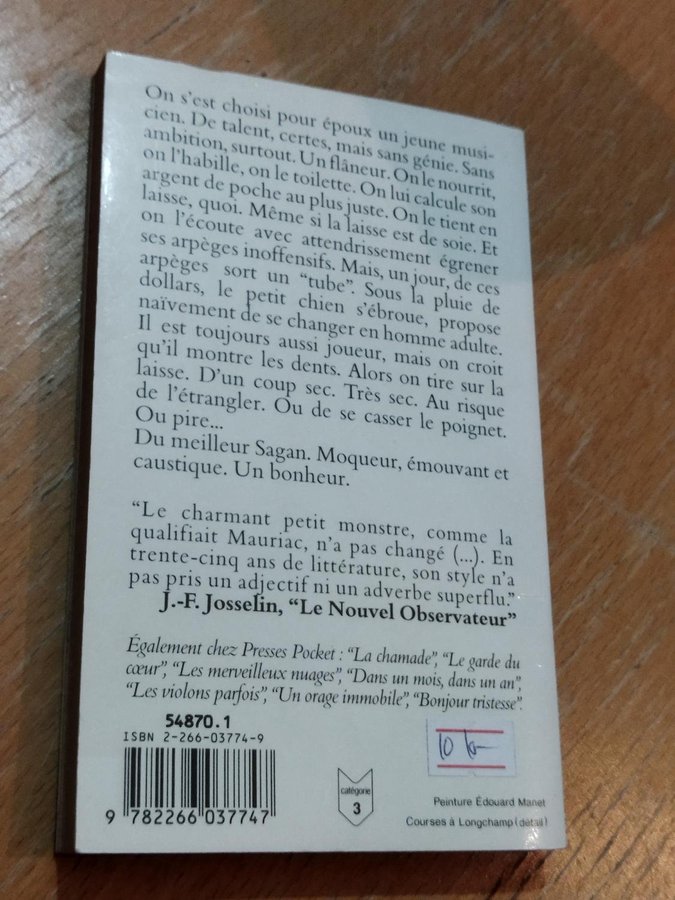 On s'est choisi pour époux un jeune musi-
cien. De talent, certes, mais sans génie. Sans
ambition, surtout. Un flâneur. On le nourrit,
on l'habille, on le toilette. On lui calcule son
argent de poche au plus juste. On le tient en
laisse, quoi. Même si la laisse est de soie. Et
on l'écoute avec attendrissement égrener
ses arpèges inoffensifs. Mais, un jour, de ces
arpèges sort un “tube”. Sous la pluie de
dollars, le petit chien s'ébroue, propose
naïvement de se changer en homme adulte.
Il est toujours aussi joueur, mais on croit
qu'il montre les dents. Alors on tire sur la
laisse. D'un coup sec. Très sec. Au risque
de l'étrangler. Ou de se casser le poignet.
Ou pire...
Du meilleur Sagan. Moqueur, émouvant et
caustique. Un bonheur.
“Le charmant petit monstre, comme la
qualifiait Mauriac, n'a pas changé (...). En
trente-cinq ans de littérature, son style n'a
pas pris un adjectif ni un adverbe superflu.”
J.-F. Josselin, “Le Nouvel Observateur”
Également chez Presses Pocket : “La chamade”, “Le garde du
cœur”, “Les merveilleux nuages”, “Dans un mois, dans un an”,
“Les violons parfois”, “Un orage immobile”, “Bonjour tristesse”.
54870.1
ISBN 2-266-03774-9
9 782266 037747
catégorie
3
10 kr
Peinture Édouard Manet
Courses à Longchamp (détail)